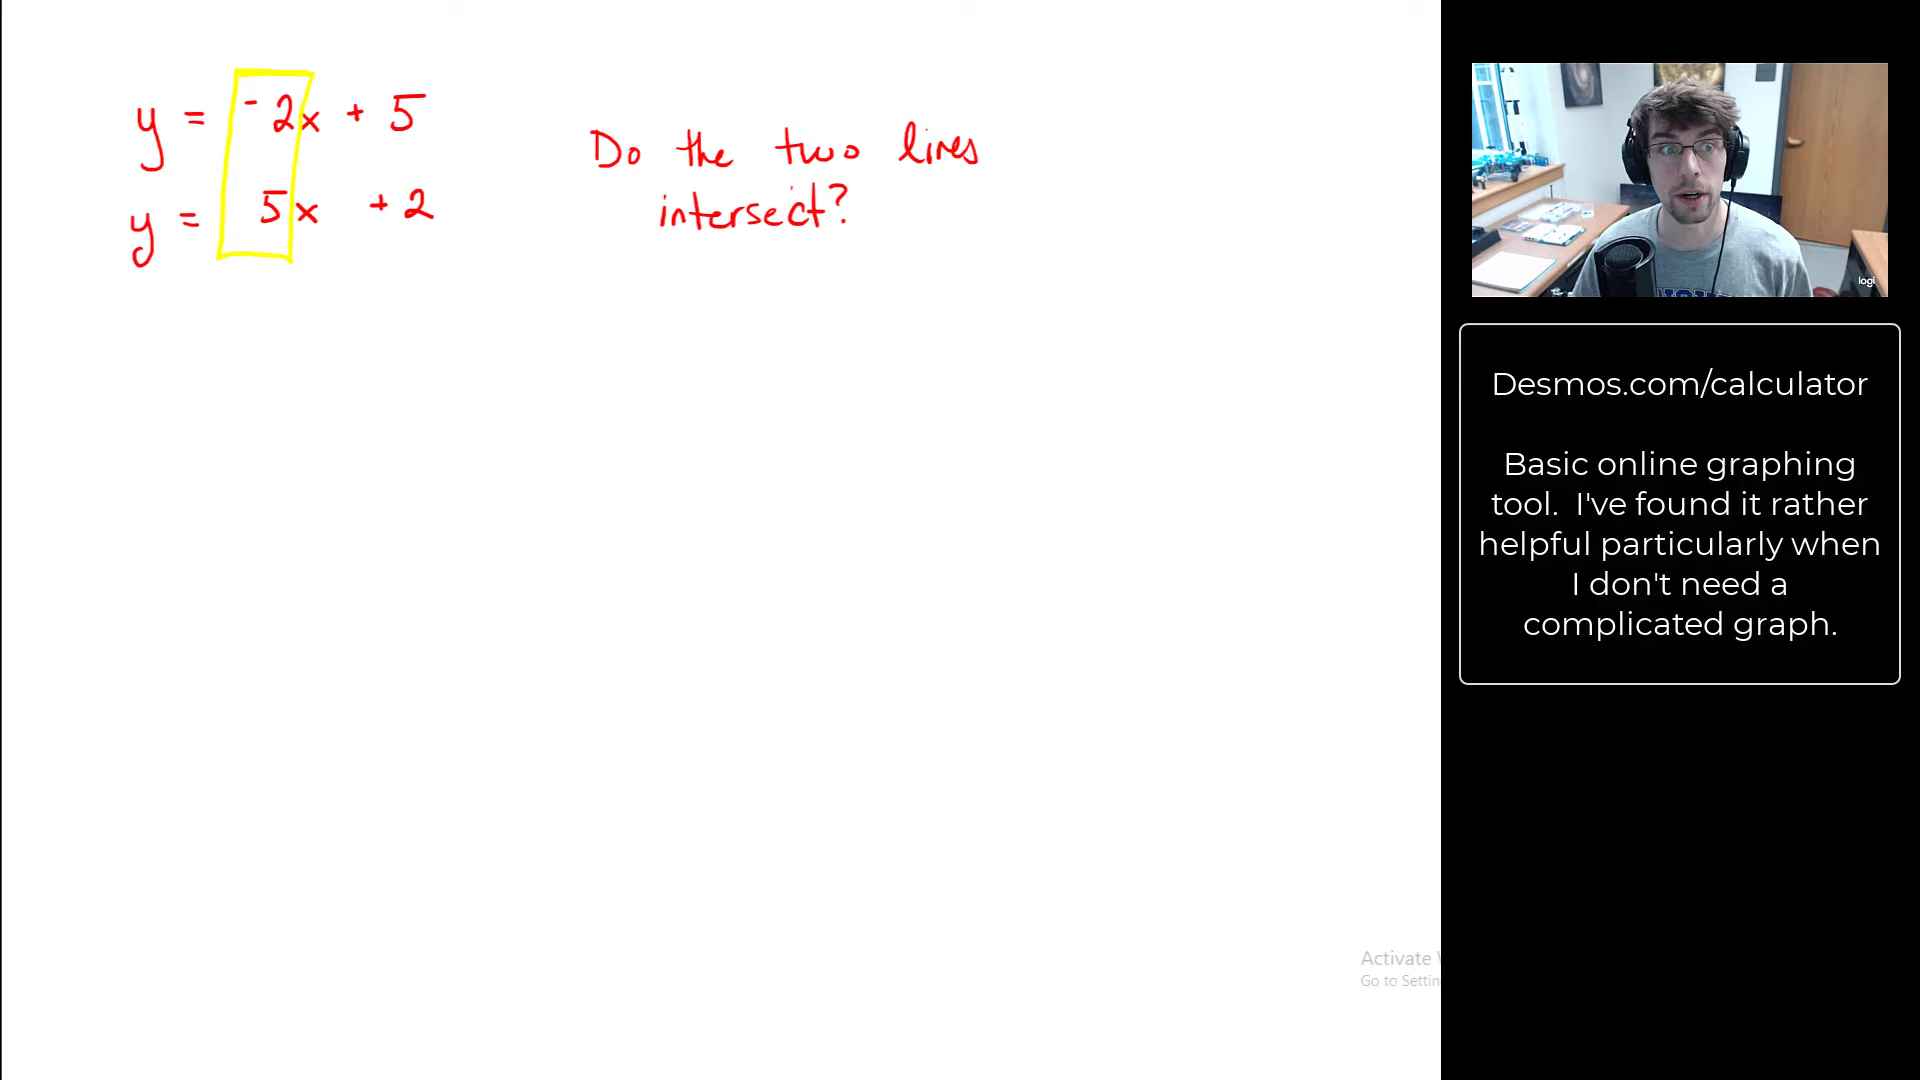 y = -2x + 5
y = 5x + 2
Do the two lines
intersect?
logi
Desmos.com/calculator
Basic online graphing
tool. I've found it rather
helpful particularly when
I don't need a
complicated graph.
Activate
Go to Settin